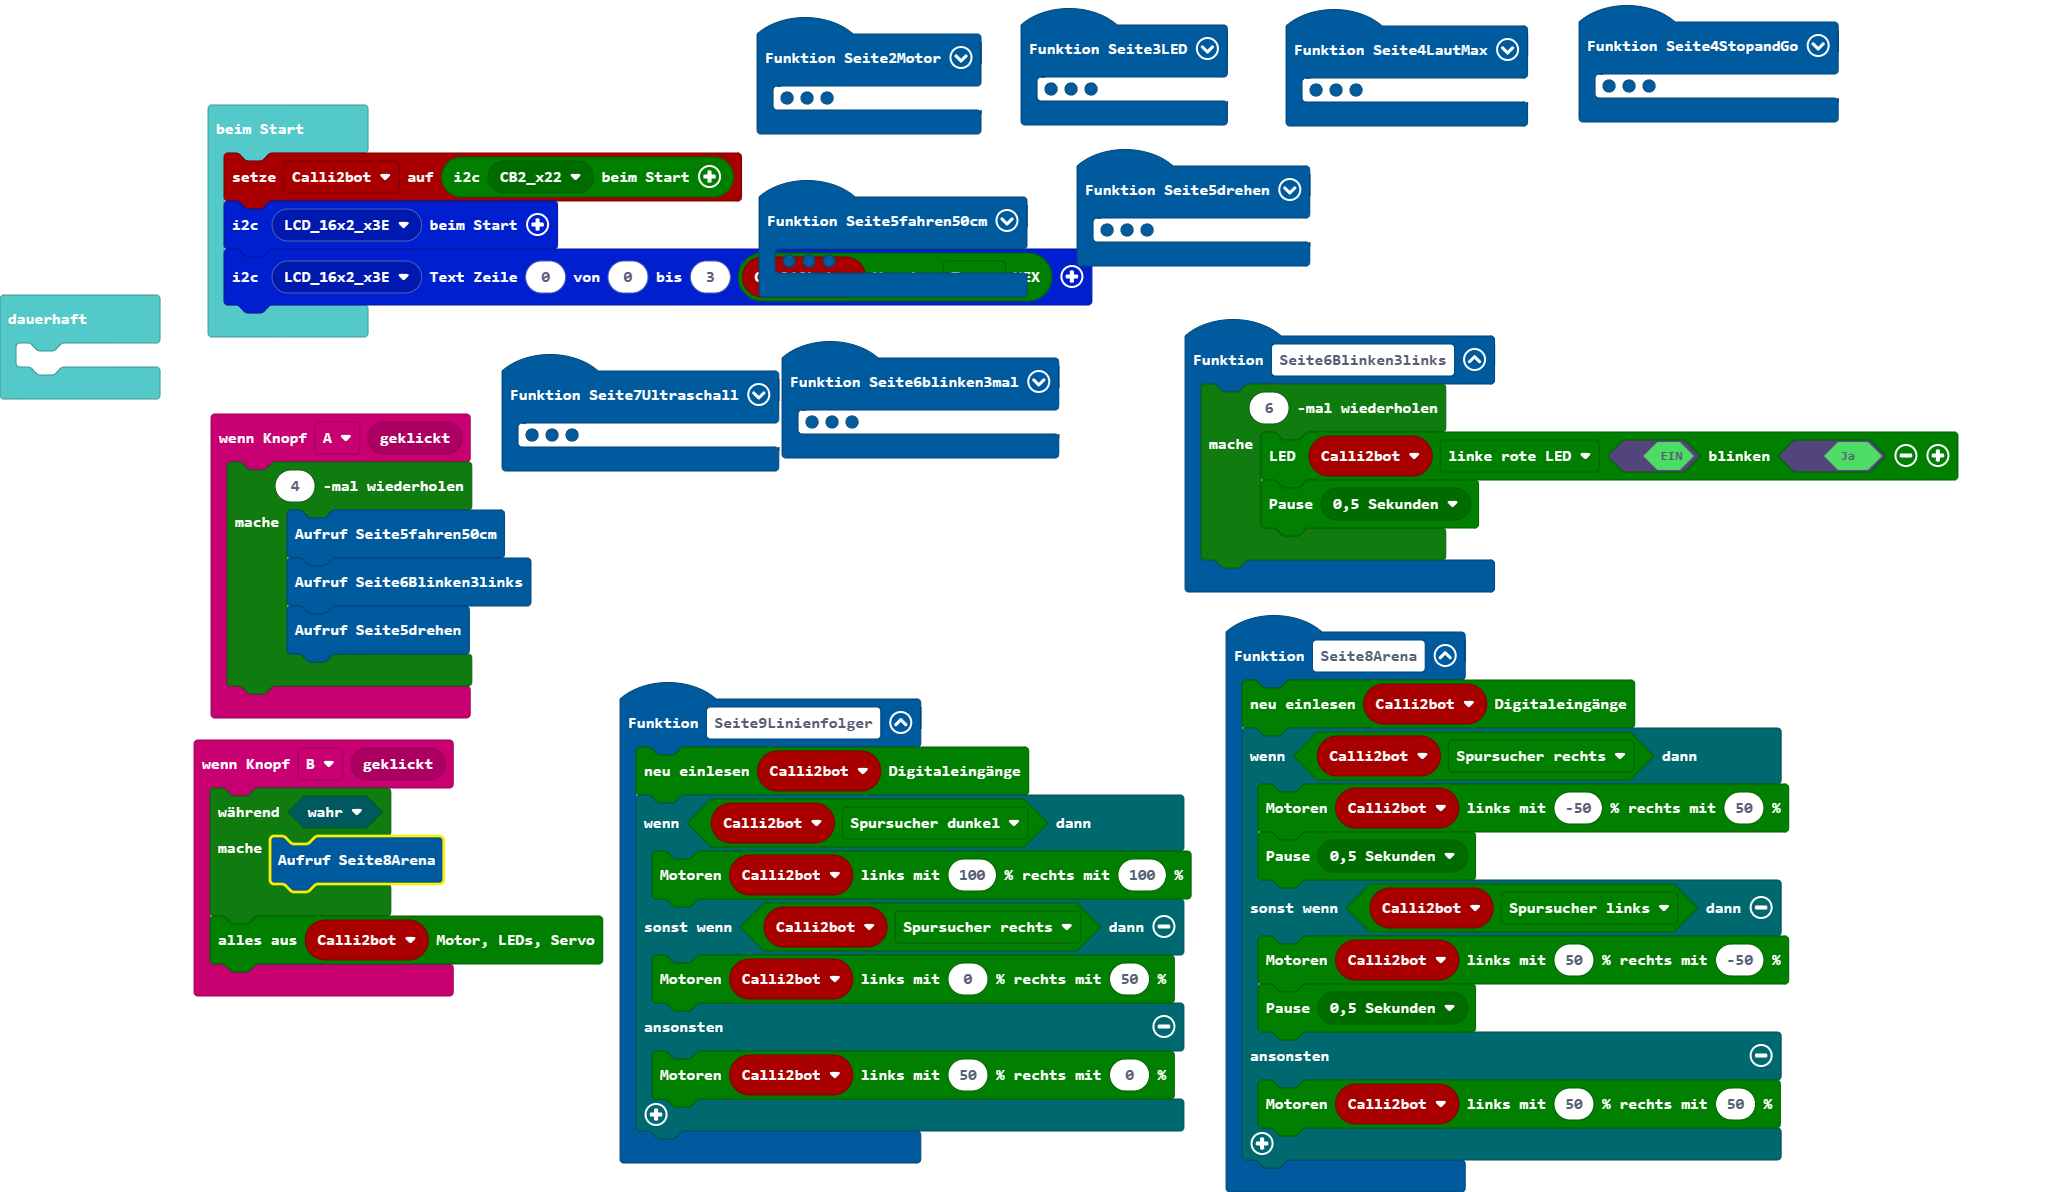 Funktion Seite2Motor
Funktion Seite3LED
Funktion Seite4LautMax
Funktion Seite4StopandGo
beim Start
setze Calli2bot auf i2c CB2_x22 beim Start
i2c LCD_16x2_x3E beim Start
i2c LCD_16x2_x3E Text Zeile 0 von 0 bis 3
Funktion Seite5fahren50cm
Funktion Seite5drehen
dauerhaft
Funktion Seite7Ultraschall
Funktion Seite6blinken3mal
Funktion Seite6Blinken3links
6 -mal wiederholen
mache
LED Calli2bot linke rote LED EIN blinken Ja
Pause 0,5 Sekunden
wenn Knopf A geklickt
4 -mal wiederholen
mache
Aufruf Seite5fahren50cm
Aufruf Seite6Blinken3links
Aufruf Seite5drehen
wenn Knopf B geklickt
während wahr
mache
Aufruf Seite8Arena
alles aus Calli2bot Motor, LEDs, Servo
Funktion Seite9Linienfolger
neu einlesen Calli2bot Digitaleingänge
wenn Calli2bot Spursucher dunkel dann
Motoren Calli2bot links mit 100 % rechts mit 100 %
sonst wenn Calli2bot Spursucher rechts dann
Motoren Calli2bot links mit 0 % rechts mit 50 %
ansonsten
Motoren Calli2bot links mit 50 % rechts mit 0 %
Funktion Seite8Arena
neu einlesen Calli2bot Digitaleingänge
wenn Calli2bot Spursucher rechts dann
Motoren Calli2bot links mit -50 % rechts mit 50 %
Pause 0,5 Sekunden
sonst wenn Calli2bot Spursucher links dann
Motoren Calli2bot links mit 50 % rechts mit -50 %
Pause 0,5 Sekunden
ansonsten
Motoren Calli2bot links mit 50 % rechts mit 50 %